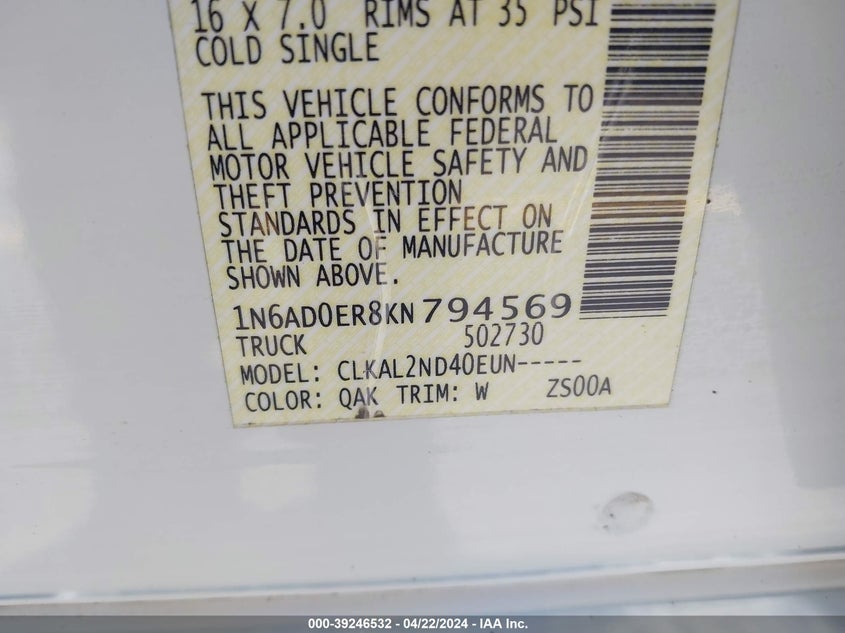 16 X 7.0 RIMS AT 35 PSI
COLD SINGLE
THIS VEHICLE CONFORMS TO
ALL APPLICABLE FEDERAL
MOTOR VEHICLE SAFETY AND
THEFT PREVENTION
STANDARDS IN EFFECT ON
THE DATE OF MANUFACTURE
SHOWN ABOVE.
1N6AD0ER8KN794569
TRUCK 502730
MODEL: CLKAL2ND40EUN-----
COLOR: QAK TRIM: W ZS00A
000-39246532 - 04/22/2024 - IAA Inc.